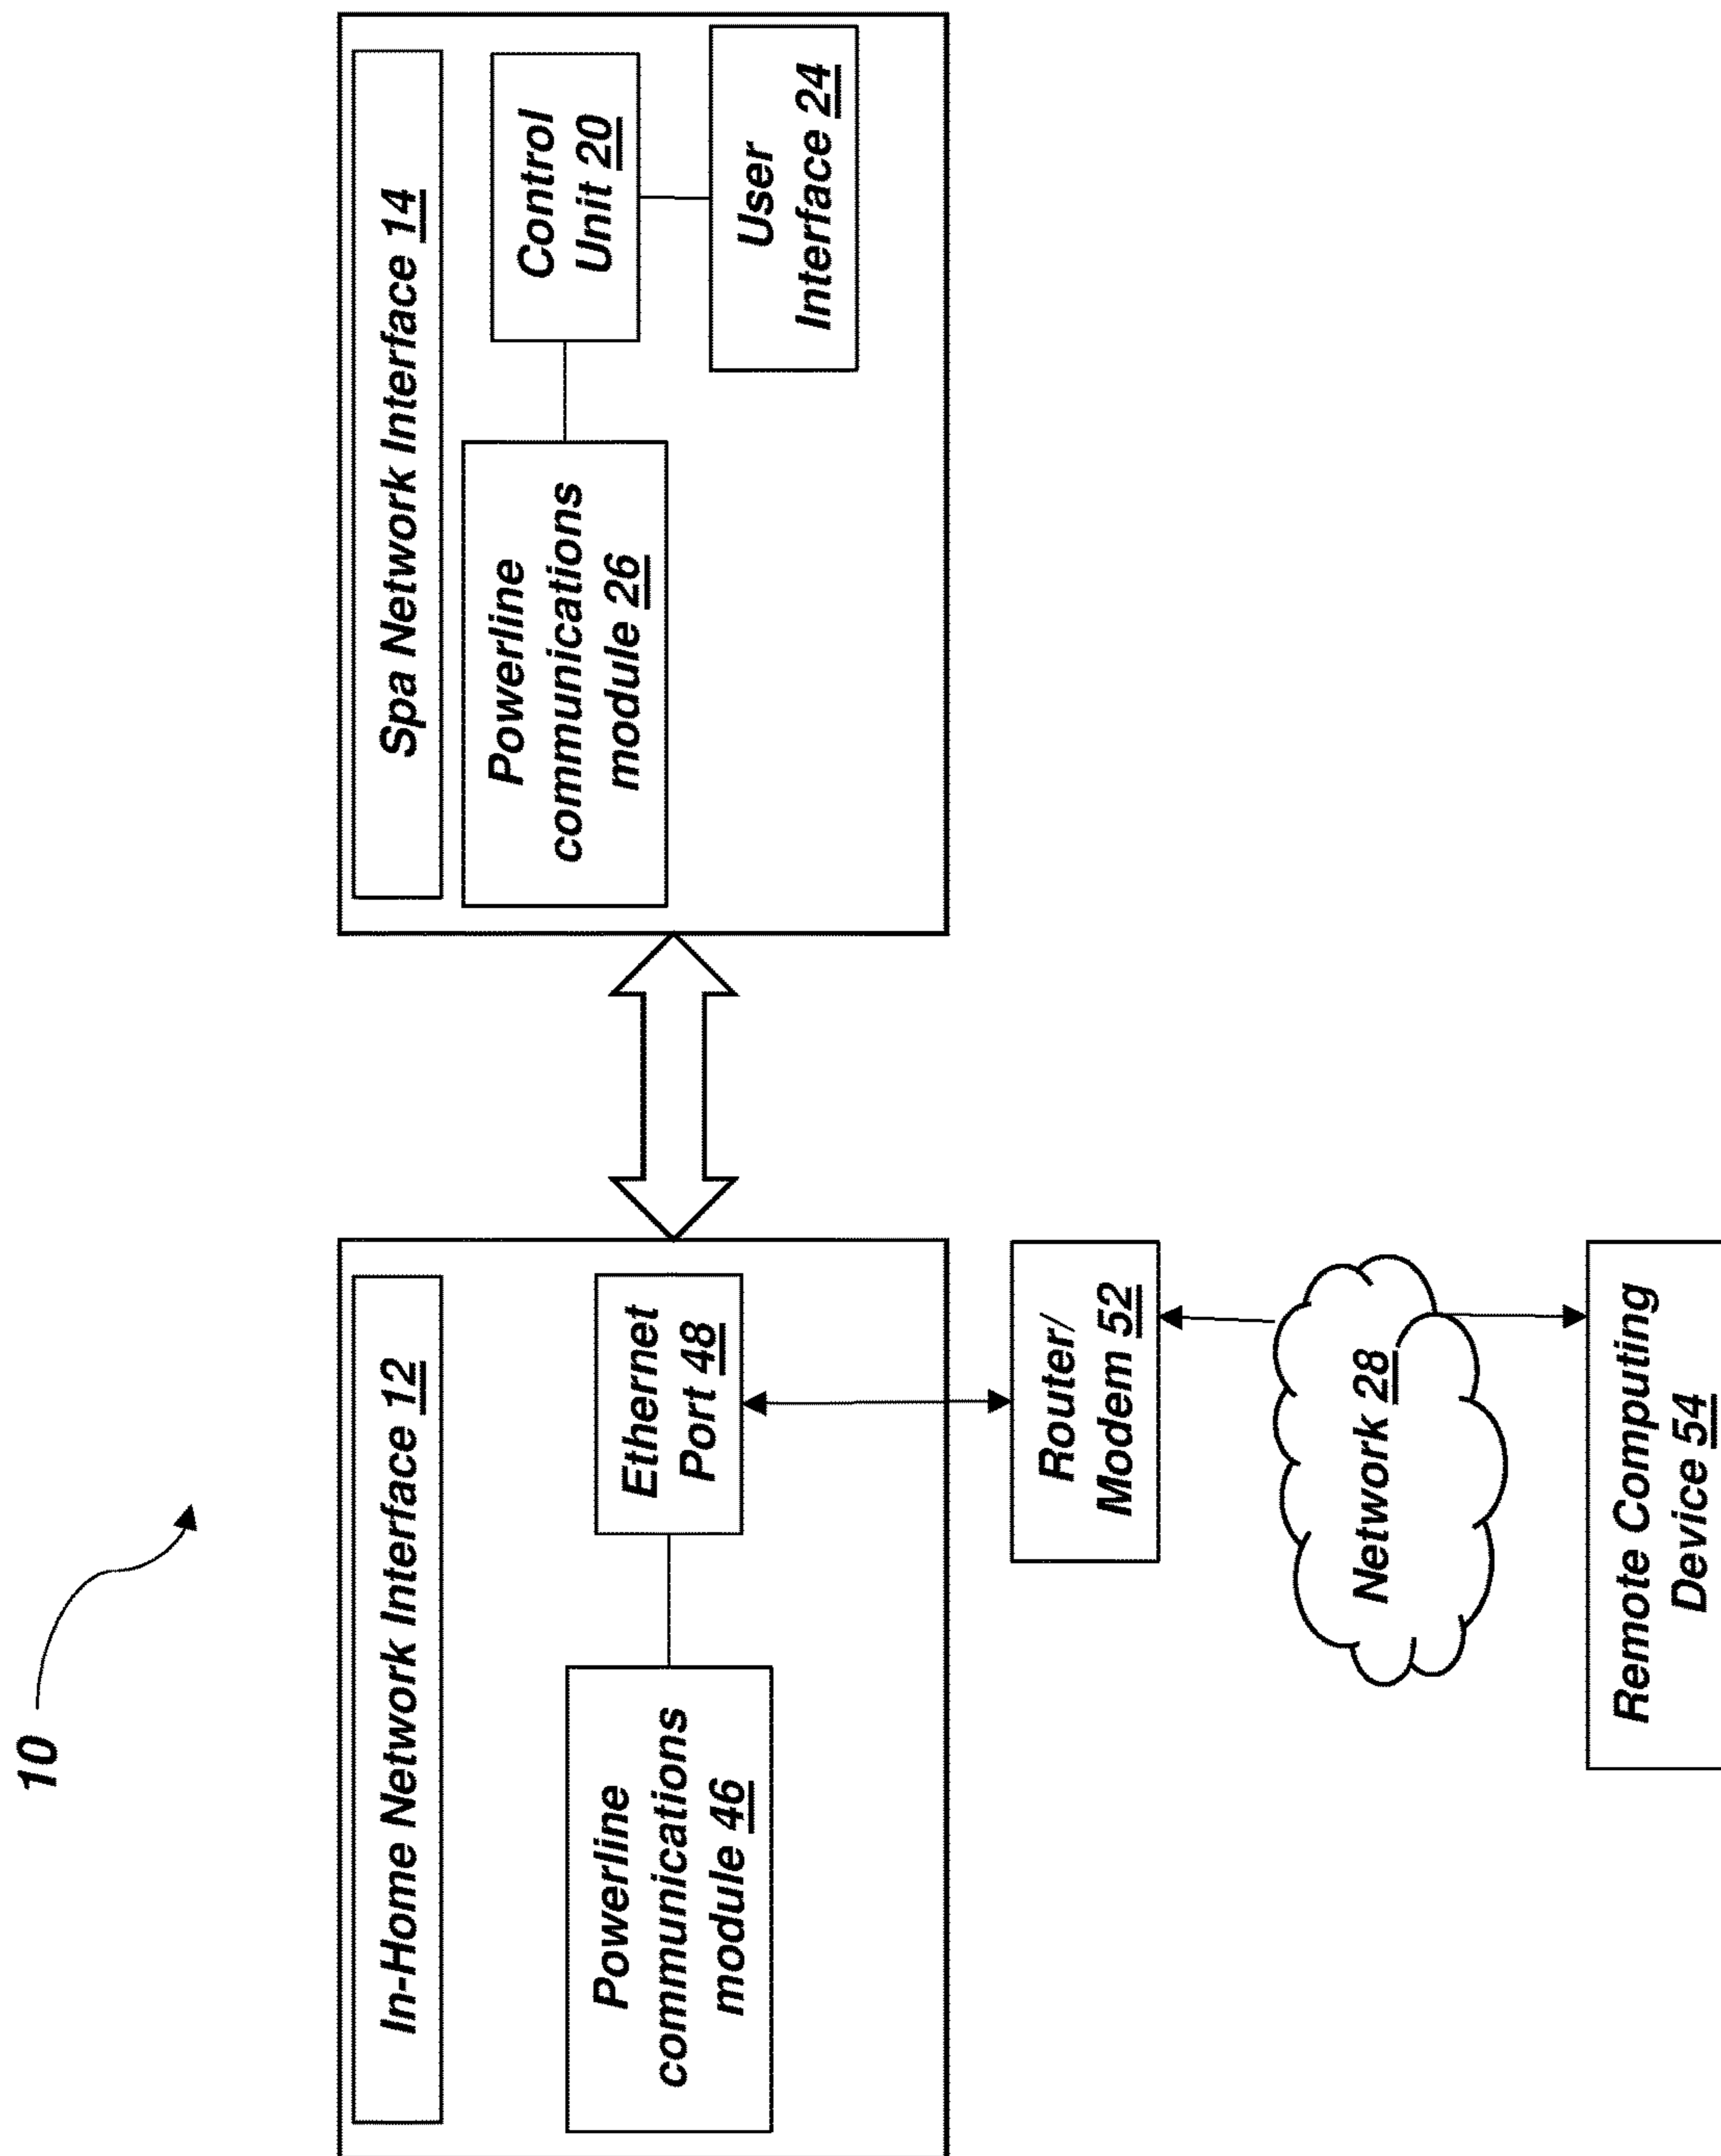 10
In-Home Network Interface 12
Powerline
communications
module 46
Ethernet
Port 48
Router/
Modem 52
Network 28
Remote Computing
Device 54
Spa Network Interface 14
Powerline
communications
module 26
Control
Unit 20
User
Interface 24